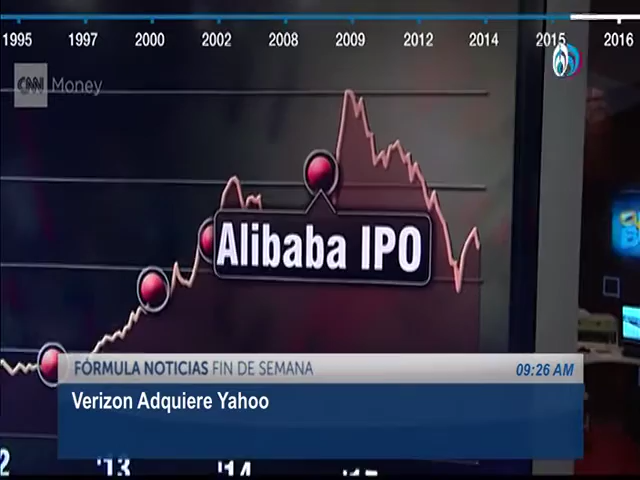 1995 1997 2000 2002 2008 2009 2012 2014 2015 2016
CNN Money
Alibaba IPO
FÓRMULA NOTICIAS FIN DE SEMANA 09:26 AM
Verizon Adquiere Yahoo
2 '13 '14